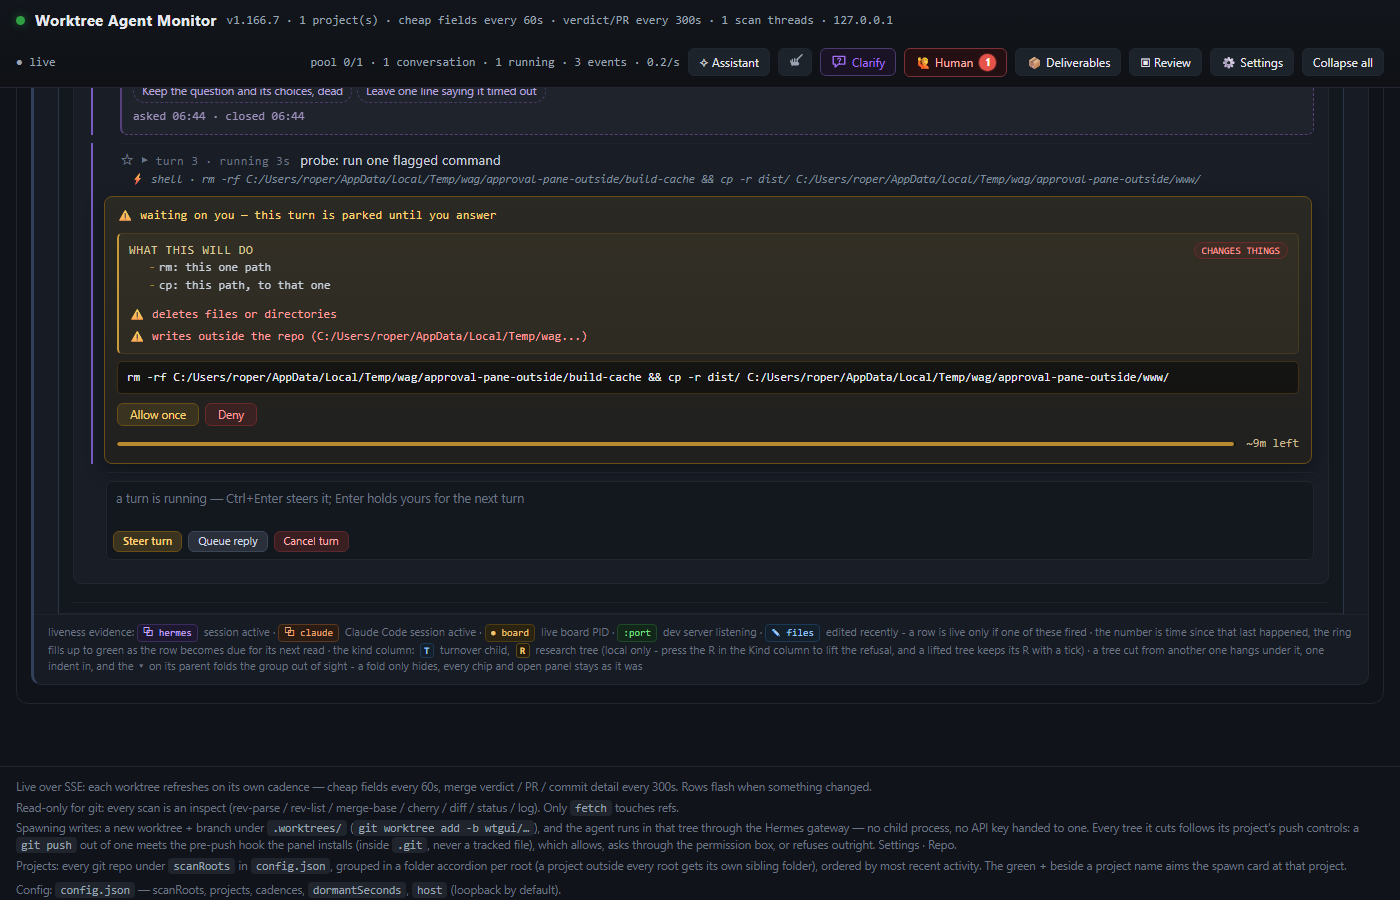 Worktree Agent Monitor v1.166.7 · 1 project(s) · cheap fields every 60s · verdict/PR every 300s · 1 scan threads · 127.0.0.1
live
pool 0/1 · 1 conversation · 1 running · 3 events · 0.2/s
Assistant
Clarify
Human 1
Deliverables
Review
Settings
Collapse all
Keep the question and its choices, dead
Leave one line saying it timed out
asked 06:44 · closed 06:44
turn 3 · running 3s probe: run one flagged command
shell · rm -rf C:/Users/roper/AppData/Local/Temp/wag/approval-pane-outside/build-cache && cp -r dist/ C:/Users/roper/AppData/Local/Temp/wag/approval-pane-outside/www/
waiting on you — this turn is parked until you answer
WHAT THIS WILL DO
CHANGES THINGS
- rm: this one path
- cp: this path, to that one
deletes files or directories
writes outside the repo (C:/Users/roper/AppData/Local/Temp/wag...)
rm -rf C:/Users/roper/AppData/Local/Temp/wag/approval-pane-outside/build-cache && cp -r dist/ C:/Users/roper/AppData/Local/Temp/wag/approval-pane-outside/www/
Allow once
Deny
~9m left
a turn is running — Ctrl+Enter steers it; Enter holds yours for the next turn
Steer turn
Queue reply
Cancel turn
liveness evidence: hermes session active · claude Claude Code session active · board live board PID · :port dev server listening · files edited recently - a row is live only if one of these fired · the number is time since that last happened, the ring
fills up to green as the row becomes due for its next read · the kind column: T turnover child, R research tree (local only - press the R in the Kind column to lift the refusal, and a lifted tree keeps its R with a tick) · a tree cut from another one hangs under it, one
indent in, and the ▾ on its parent folds the group out of sight - a fold only hides, every chip and open panel stays as it was
Live over SSE: each worktree refreshes on its own cadence — cheap fields every 60s, merge verdict / PR / commit detail every 300s. Rows flash when something changed.
Read-only for git: every scan is an inspect (rev-parse / rev-list / merge-base / cherry / diff / status / log). Only fetch touches refs.
Spawning writes: a new worktree + branch under .worktrees/ ( git worktree add -b wtgui/… ), and the agent runs in that tree through the Hermes gateway — no child process, no API key handed to one. Every tree it cuts follows its project's push controls: a
git push out of one meets the pre-push hook the panel installs (inside .git , never a tracked file), which allows, asks through the permission box, or refuses outright. Settings · Repo.
Projects: every git repo under scanRoots in config.json , grouped in a folder accordion per root (a project outside every root gets its own sibling folder), ordered by most recent activity. The green + beside a project name aims the spawn card at that project.
Config: config.json — scanRoots, projects, cadences, dormantSeconds , host (loopback by default).